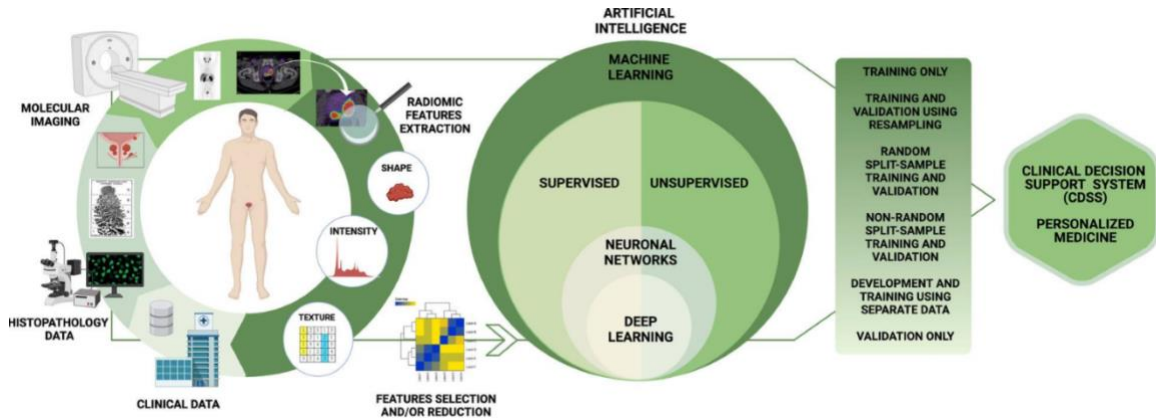 MOLECULAR
IMAGING
HISTOPATHOLOGY
DATA
CLINICAL DATA
RADIOMIC
FEATURES
EXTRACTION
SHAPE
INTENSITY
TEXTURE
FEATURES SELECTION
AND/OR REDUCTION
ARTIFICIAL
INTELLIGENCE
MACHINE
LEARNING
SUPERVISED
UNSUPERVISED
NEURONAL
NETWORKS
DEEP
LEARNING
TRAINING ONLY
TRAINING AND
VALIDATION USING
RESAMPLING
RANDOM
SPLIT-SAMPLE
TRAINING AND
VALIDATION
NON-RANDOM
SPLIT-SAMPLE
TRAINING AND
VALIDATION
DEVELOPMENT AND
TRAINING USING
SEPARATE DATA
VALIDATION ONLY
CLINICAL DECISION
SUPPORT SYSTEM
(CDSS)
PERSONALIZED
MEDICINE